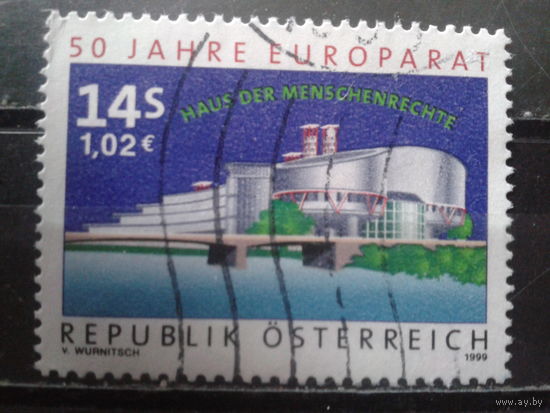 50 JAHRE EUROPARAT
14S
1,02 €
HAUS DER MENSCHENRECHTE
REPUBLIK ÖSTERREICH
V. WURNITSCH
1999
www.ay.by